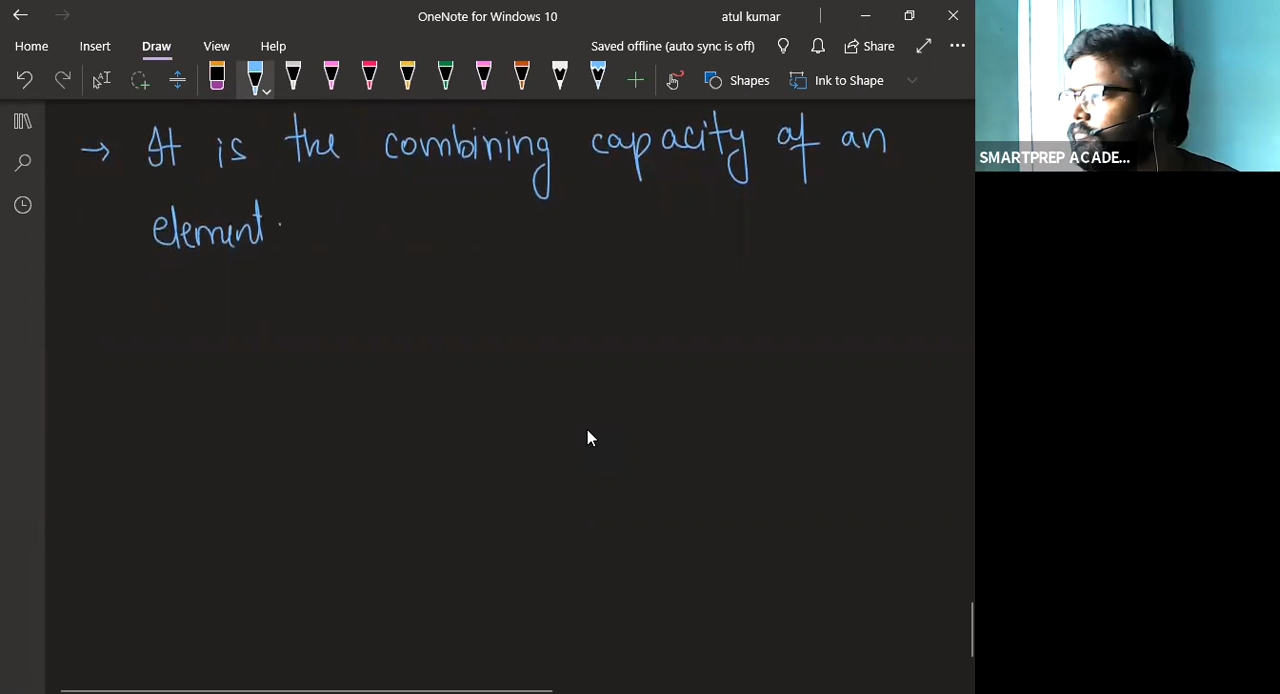 OneNote for Windows 10
atul kumar
Home Insert Draw View Help
Saved offline (auto sync is off)
Share
Shapes
Ink to Shape
→ It is the combining capacity of an
element.
SMARTPREP ACADE...